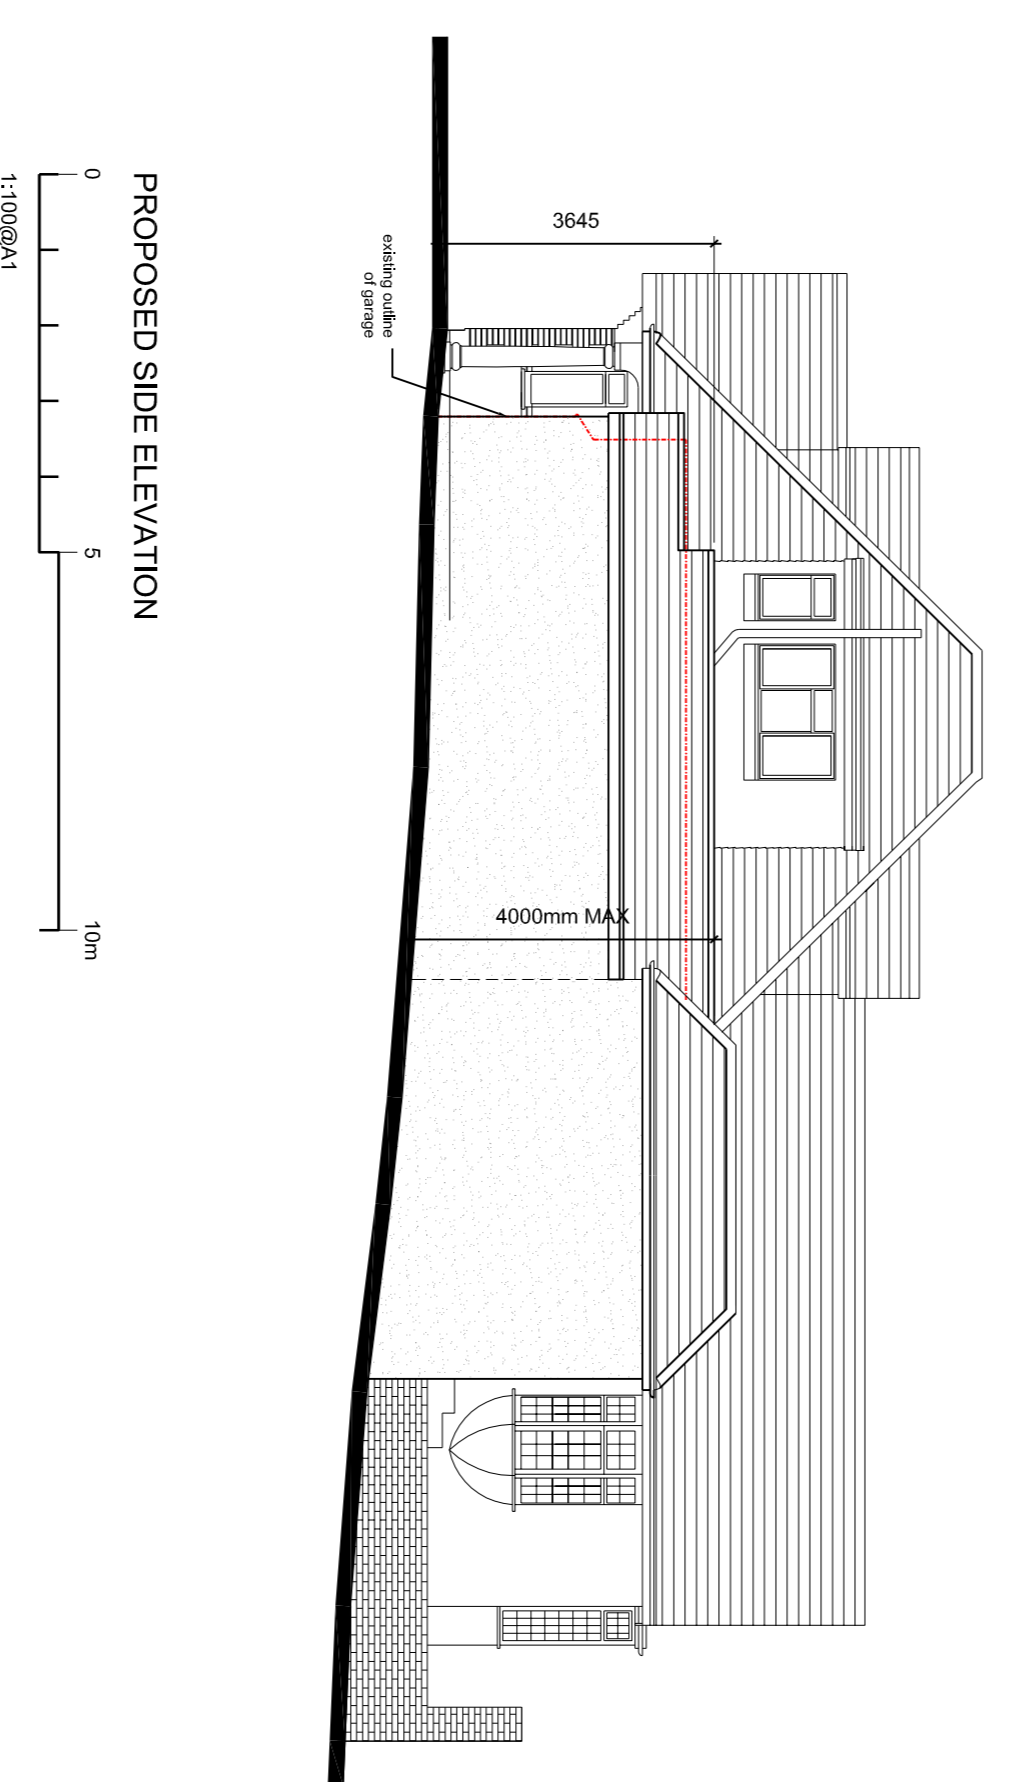 3645
existing outline
of garage
4000mm MAX
PROPOSED SIDE ELEVATION
0
5
10m
1:100@A1